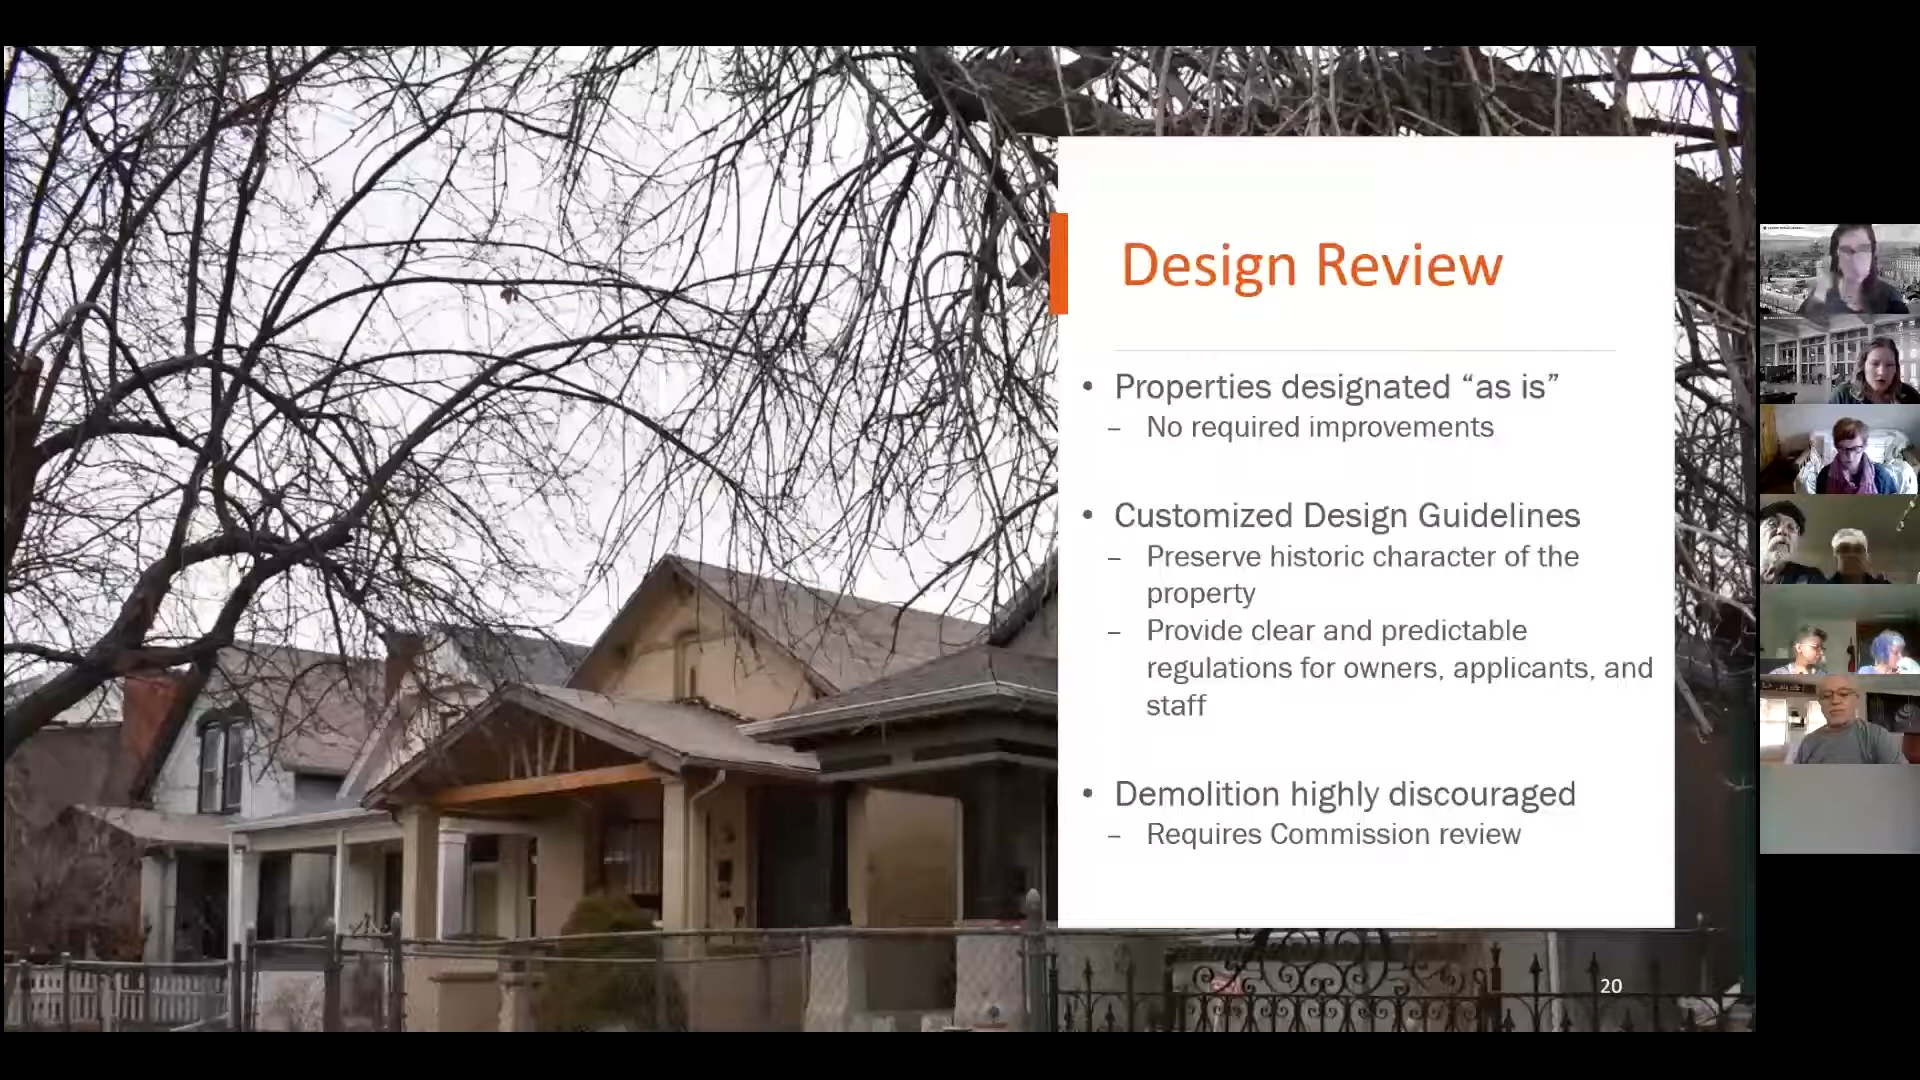 Design Review
• Properties designated “as is”
– No required improvements
• Customized Design Guidelines
– Preserve historic character of the
property
– Provide clear and predictable
regulations for owners, applicants, and
staff
• Demolition highly discouraged
– Requires Commission review
20